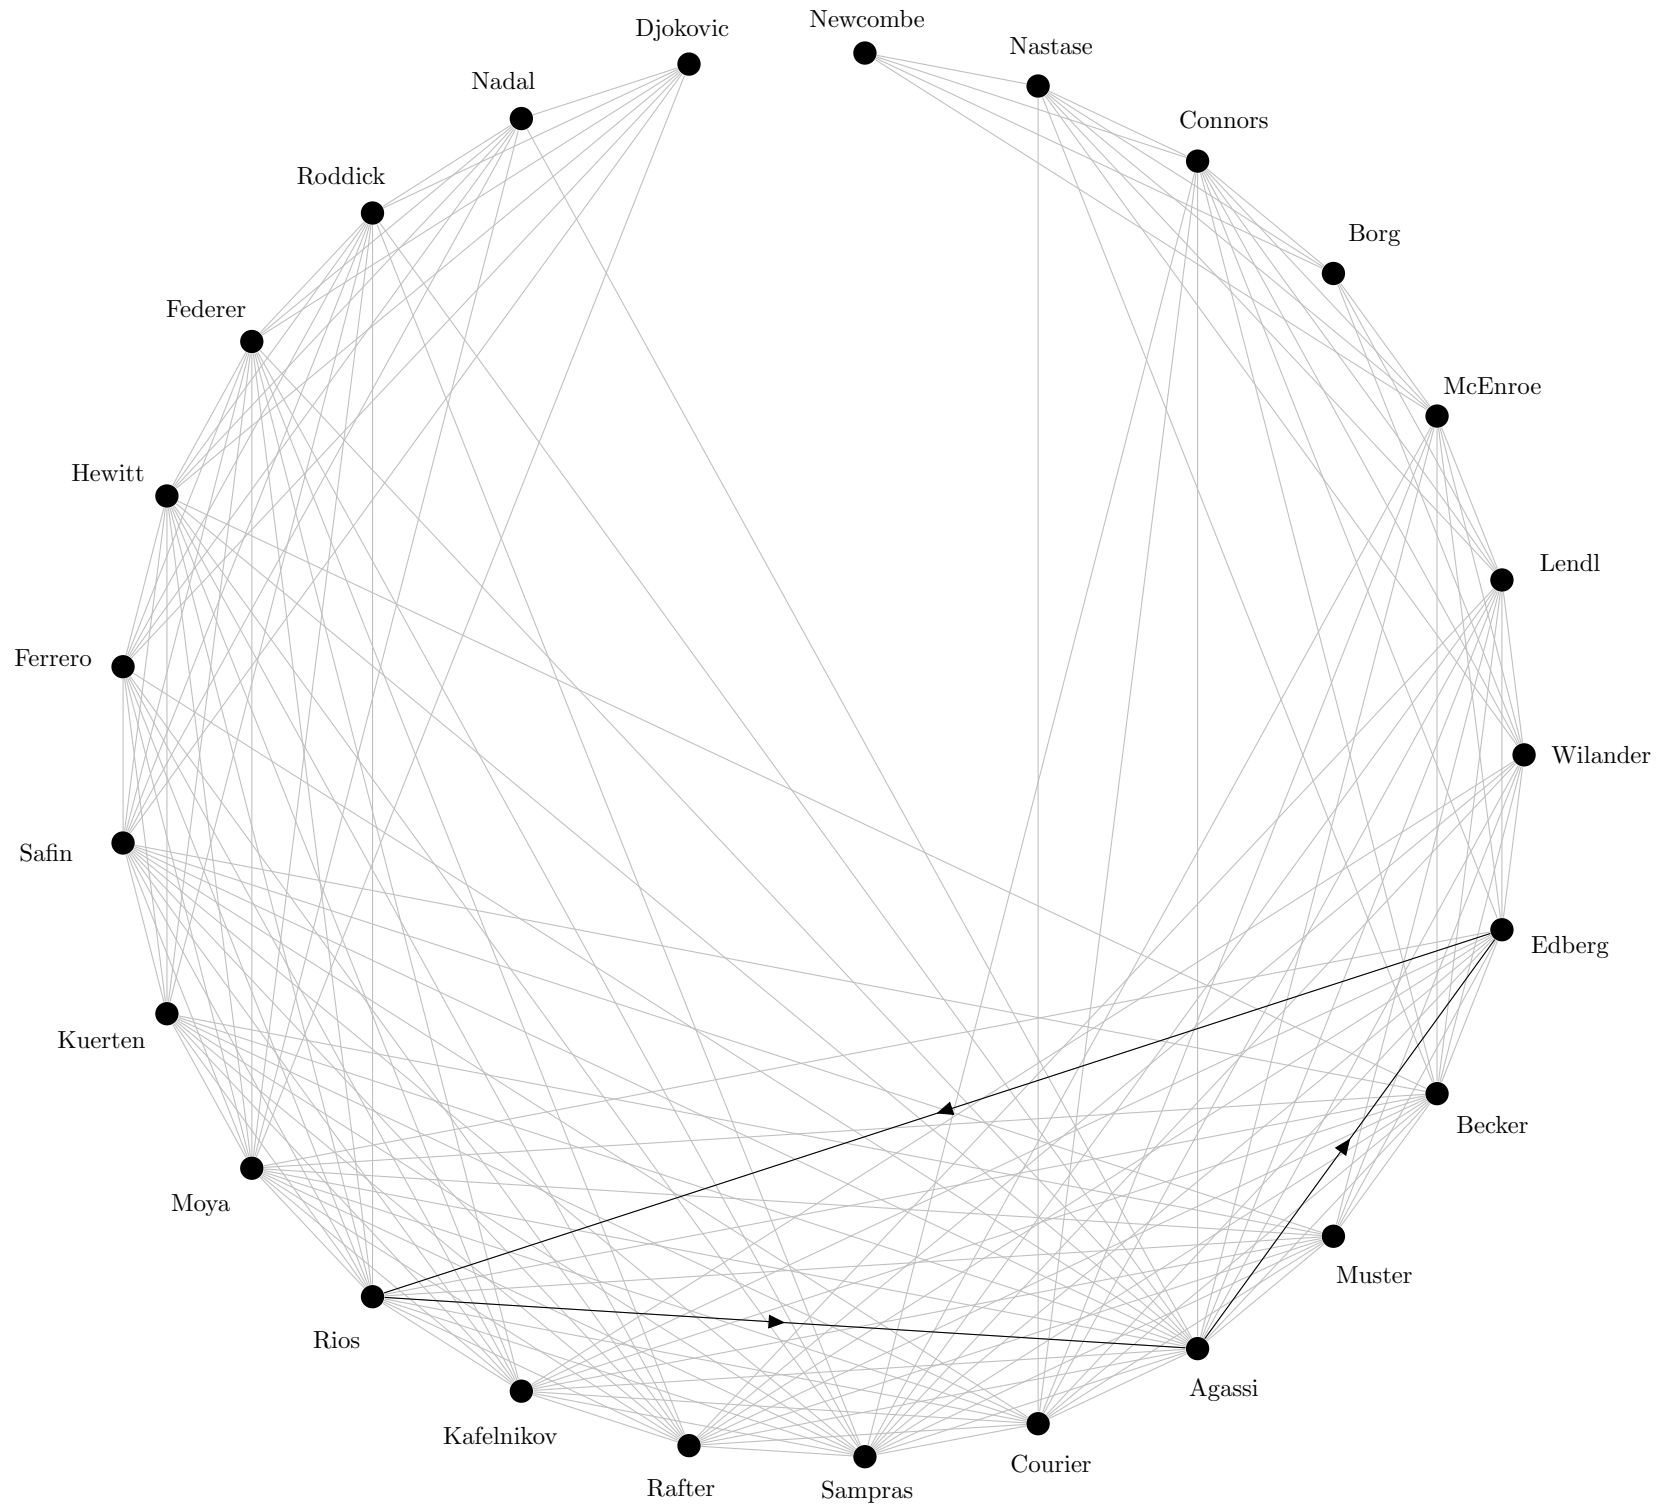 Newcombe
Djokovic
Nastase
Nadal
Connors
Roddick
Borg
Federer
McEnroe
Hewitt
Lendl
Ferrero
Wilander
Safin
Edberg
Kuerten
Becker
Moya
Muster
Rios
Agassi
Kafelnikov
Courier
Rafter
Sampras